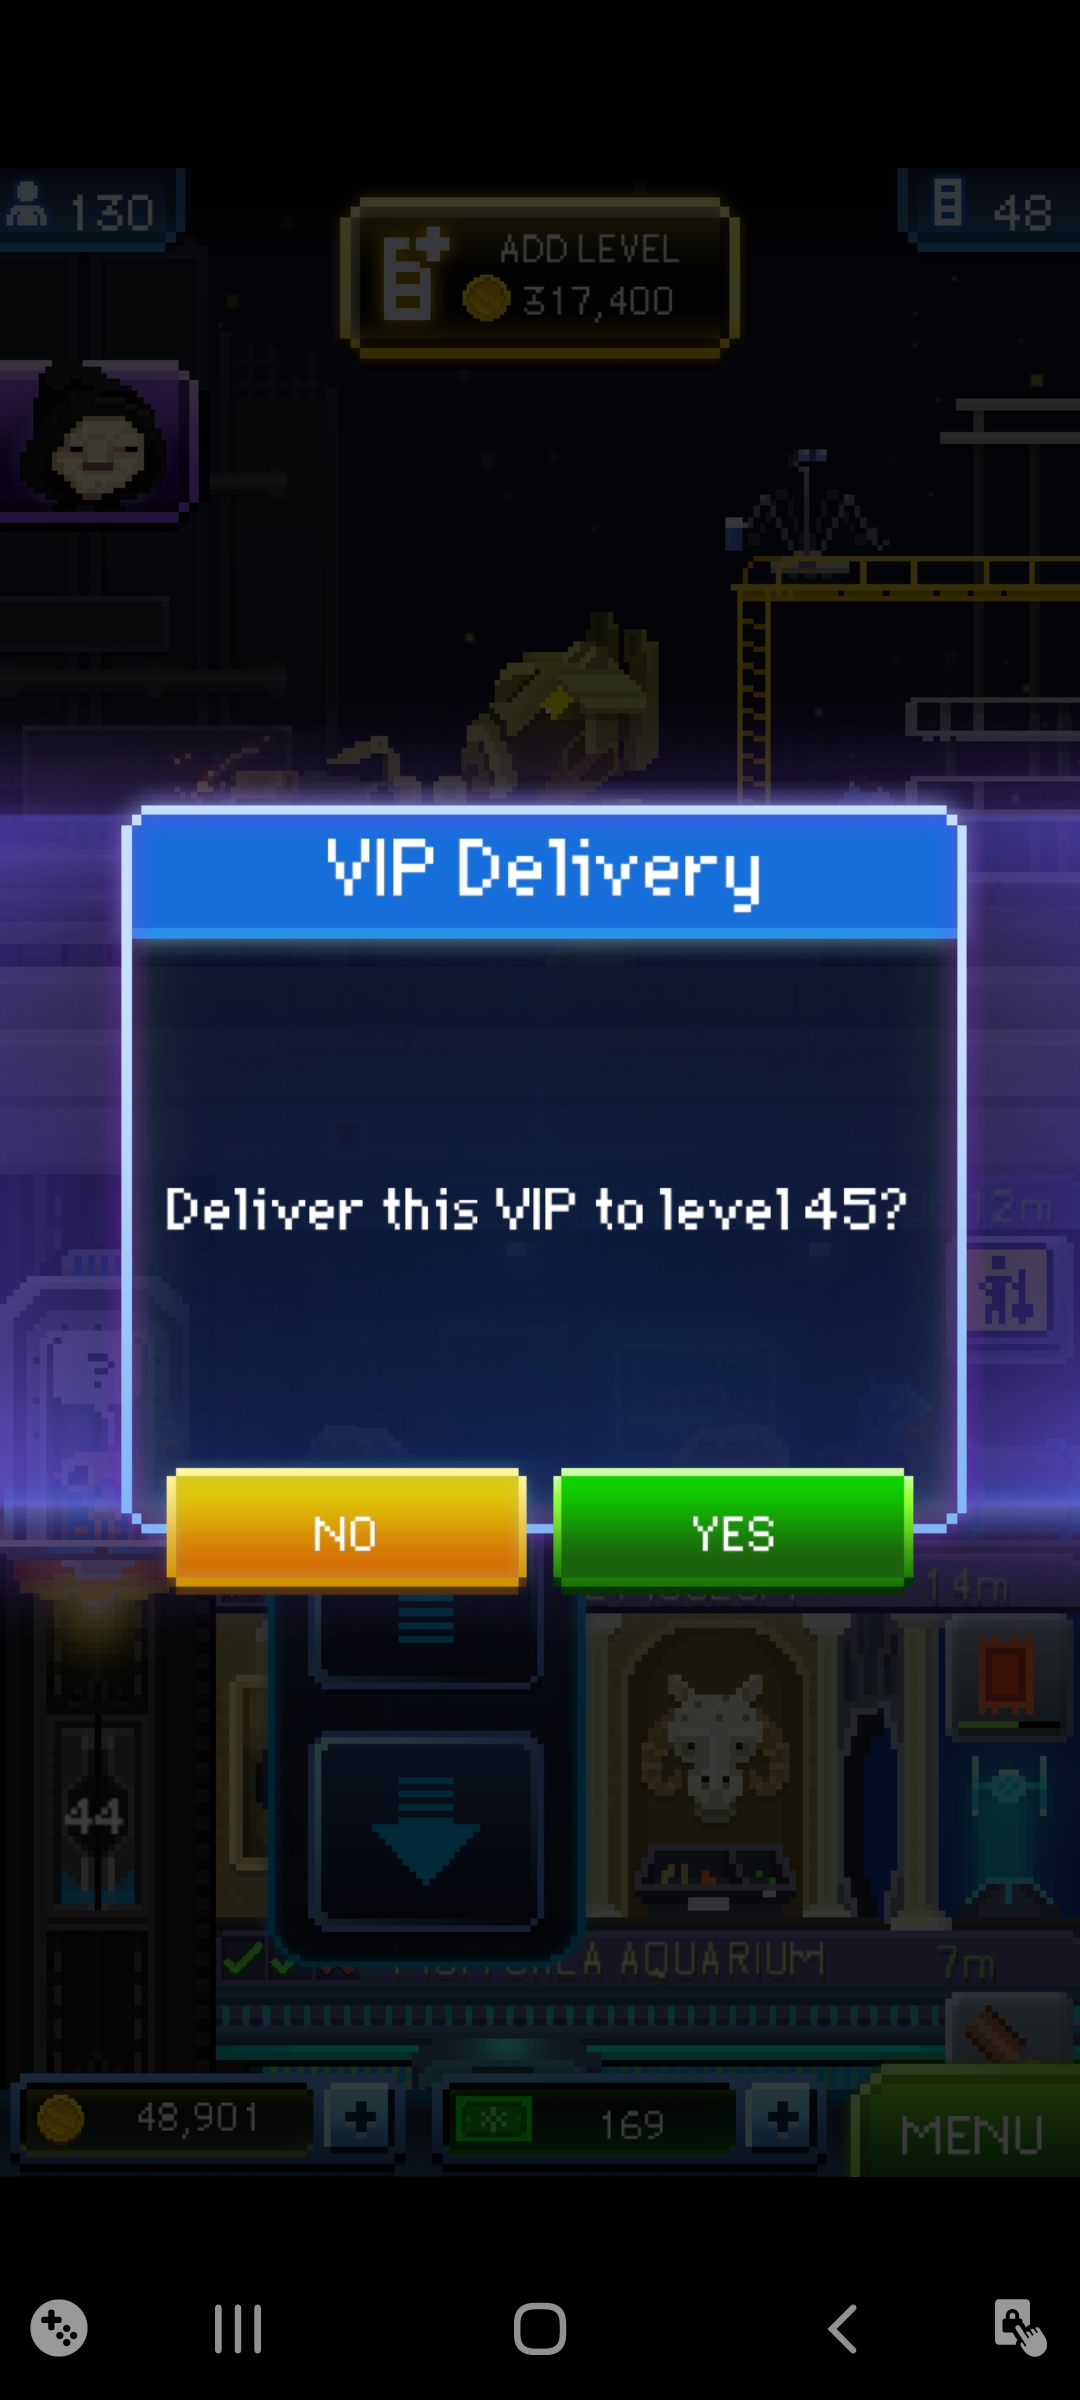 130
48
ADD LEVEL
317,400
VIP Delivery
Deliver this VIP to level 45?
12m
?
NO
YES
14m
44
AQUARIUM
7m
48,901
169
MENU